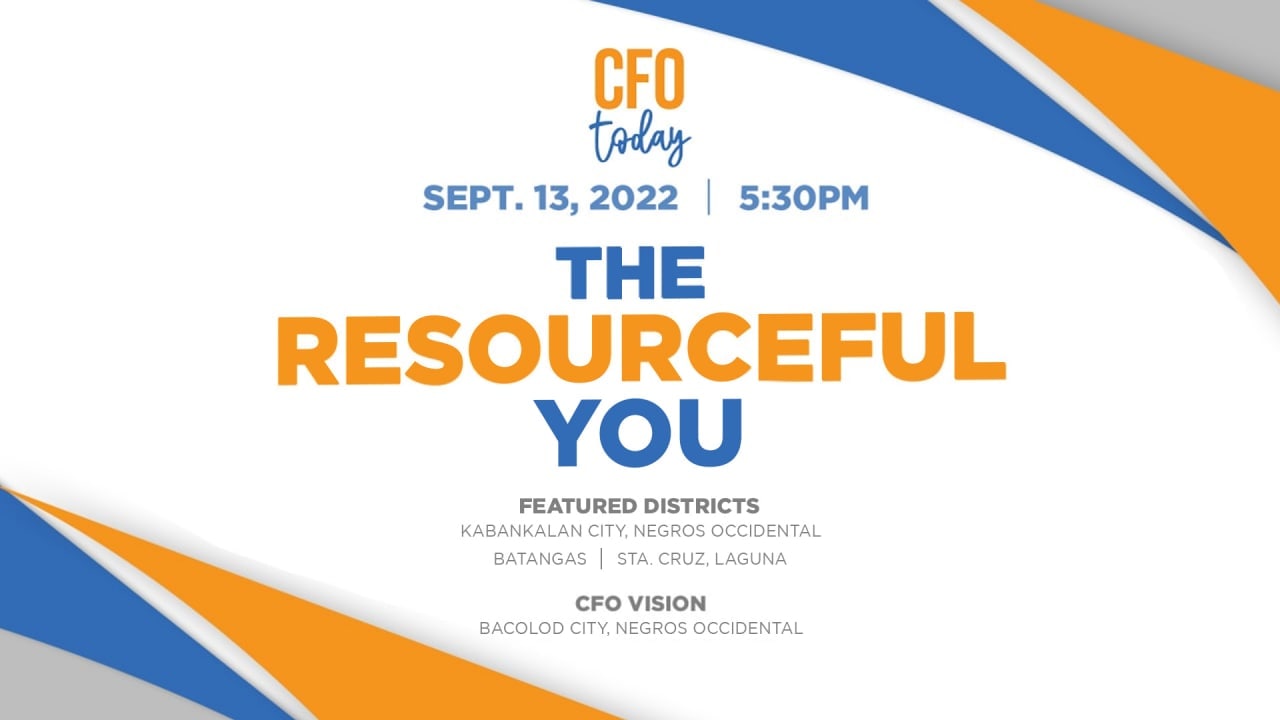 CFO
today
SEPT. 13, 2022 | 5:30PM
THE
RESOURCEFUL
YOU
FEATURED DISTRICTS
KABANKALAN CITY, NEGROS OCCIDENTAL
BATANGAS | STA. CRUZ, LAGUNA
CFO VISION
BACOLOD CITY, NEGROS OCCIDENTAL